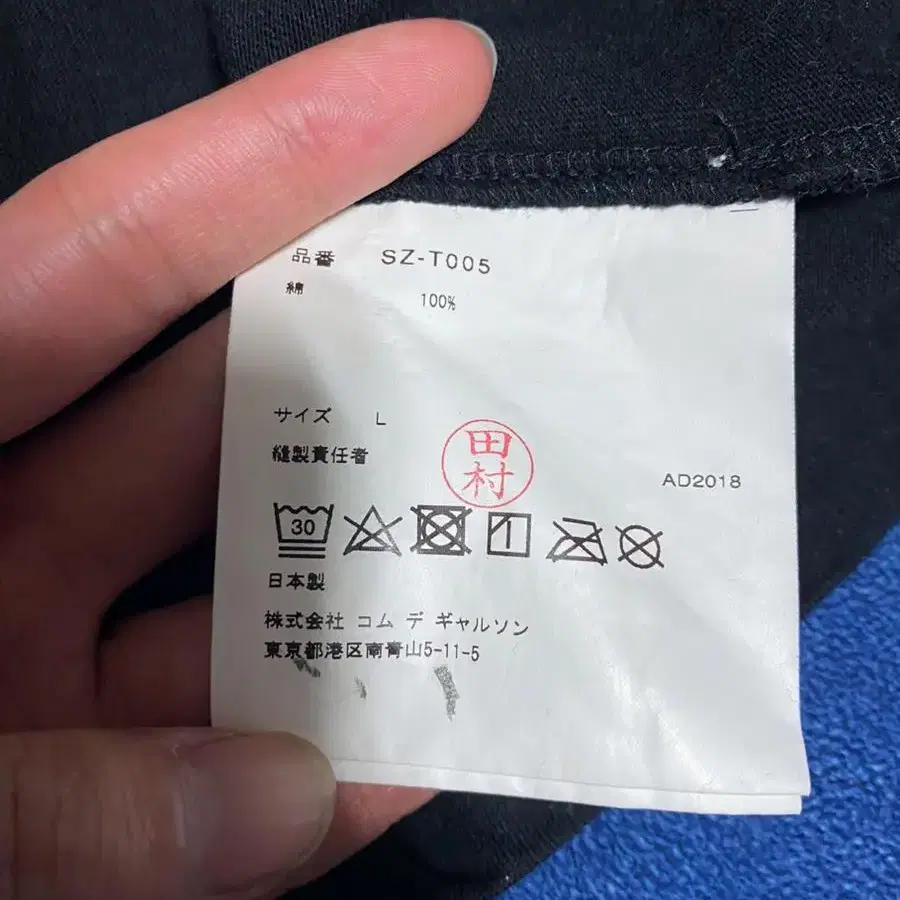 品番 SZ-T005
綿 100%
サイズ L
縫製責任者
田村
AD2018
30
日本製
株式会社 コム デ ギャルソン
東京都港区南青山5-11-5